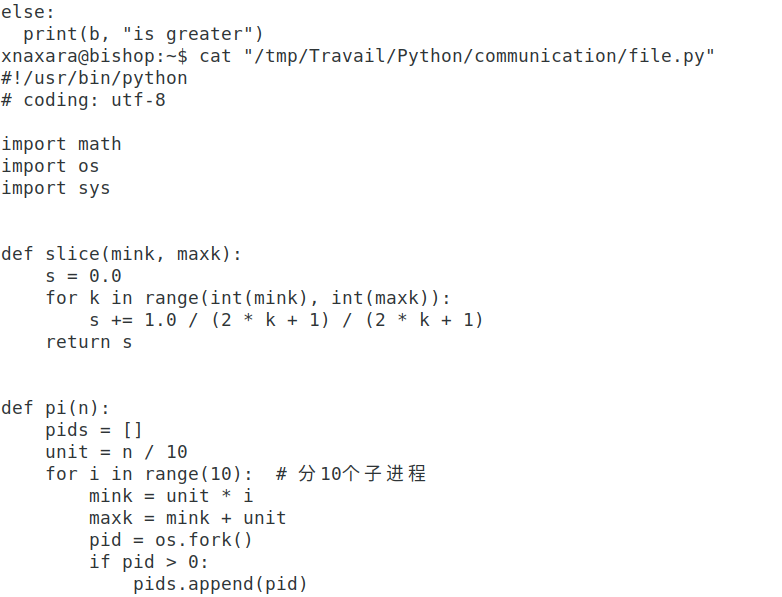 else:
  print(b, "is greater")
xnaxara@bishop:~$ cat "/tmp/Travail/Python/communication/file.py"
#!/usr/bin/python
# coding: utf-8

import math
import os
import sys


def slice(mink, maxk):
    s = 0.0
    for k in range(int(mink), int(maxk)):
        s += 1.0 / (2 * k + 1) / (2 * k + 1)
    return s


def pi(n):
    pids = []
    unit = n / 10
    for i in range(10):  # 分10个子进程
        mink = unit * i
        maxk = mink + unit
        pid = os.fork()
        if pid > 0:
            pids.append(pid)